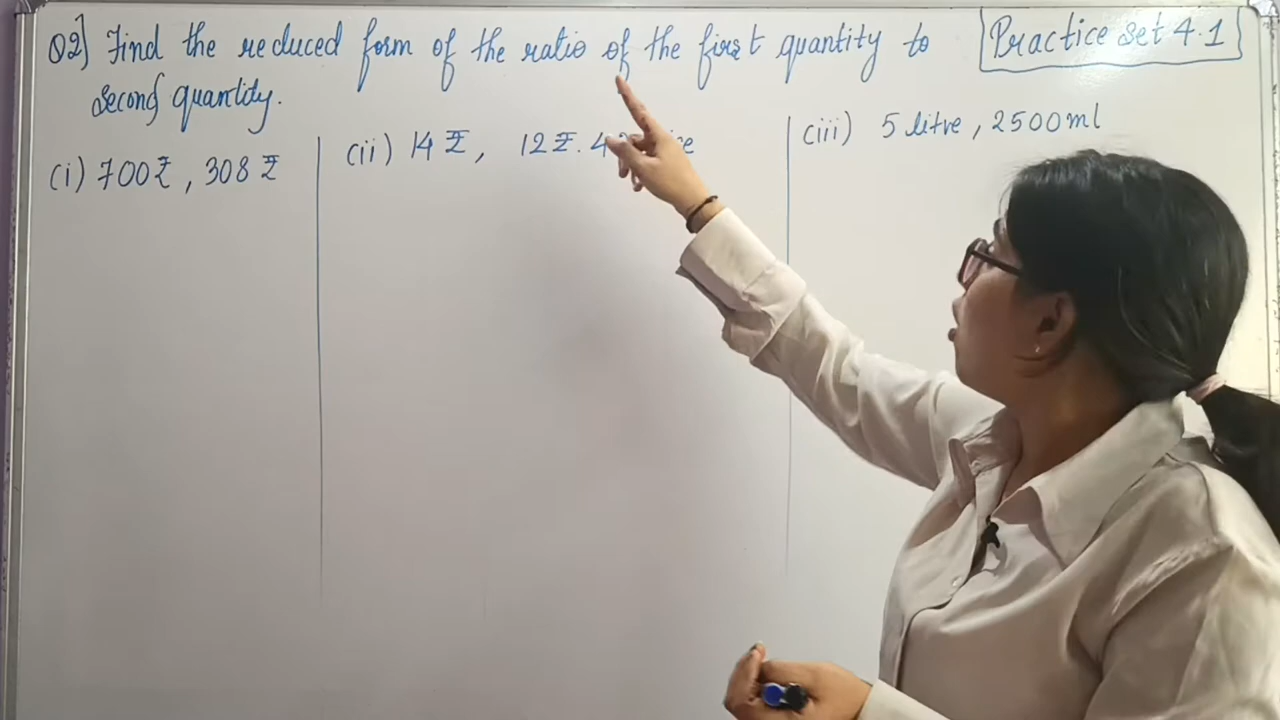 Q2] Find the reduced form of the ratio of the first quantity to
second quantity.
Practice set 4.1
(i) 700₹, 308 ₹
(ii) 14 ₹, 12 ₹.
(iii) 5 litre, 2500ml